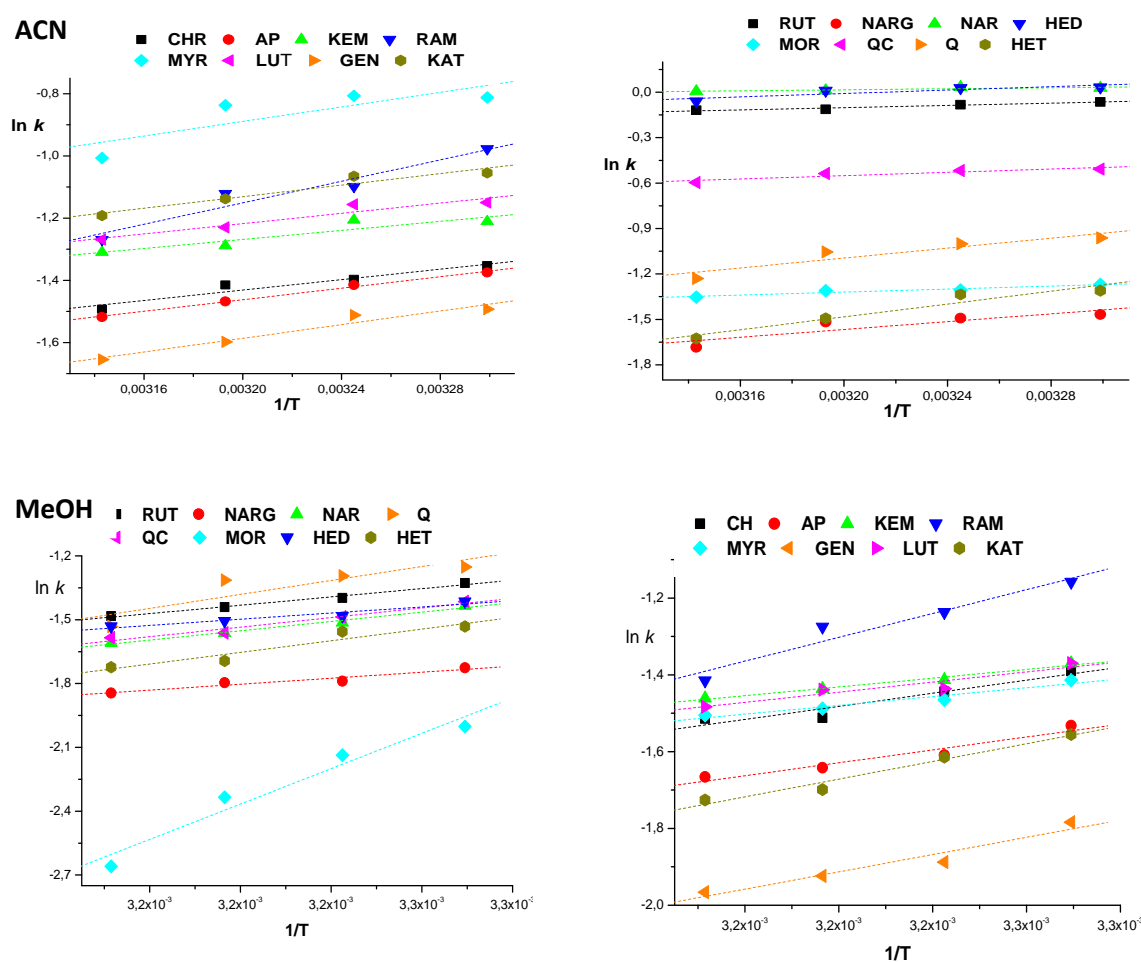 ACN
CHR AP KEM RAM
MYR LUT GEN KAT
-0,8
ln k
-1,0
-1,2
-1,4
-1,6
0,00316 0,00320 0,00324 0,00328
1/T
RUT NARG NAR HED
MOR QC Q HET
0,0
-0,3
ln k
-0,6
-0,9
-1,2
-1,5
-1,8
0,00316 0,00320 0,00324 0,00328
1/T
MeOH
RUT NARG NAR Q
QC MOR HED HET
-1,2
ln k
-1,5
-1,8
-2,1
-2,4
-2,7
3,2x10⁻³ 3,2x10⁻³ 3,2x10⁻³ 3,3x10⁻³ 3,3x10⁻³
1/T
CH AP KEM RAM
MYR GEN LUT KAT
-1,2
ln k
-1,4
-1,6
-1,8
-2,0
3,2x10⁻³ 3,2x10⁻³ 3,2x10⁻³ 3,3x10⁻³ 3,3x10⁻³
1/T